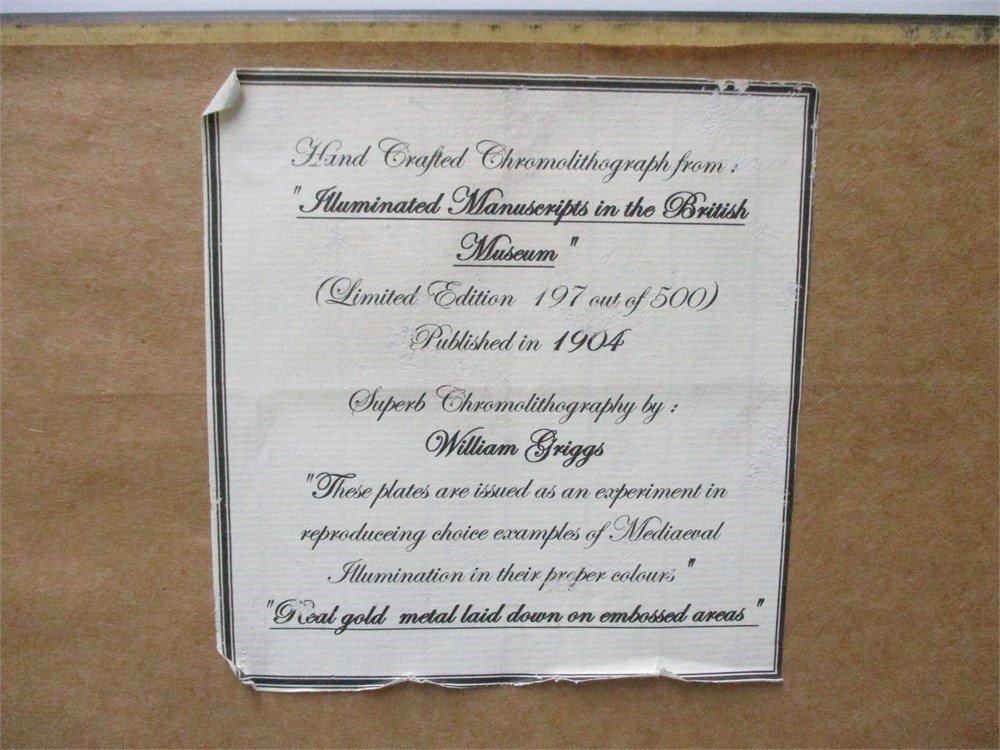 Hand Crafted Chromolithograph from :
"Illuminated Manuscripts in the British
Museum "
(Limited Edition 197 out of 500)
Published in 1904
Superb Chromolithography by :
William Griggs
"These plates are issued as an experiment in
reproduceing choice examples of Mediaeval
Illumination in their proper colours "
"Real gold metal laid down on embossed areas "